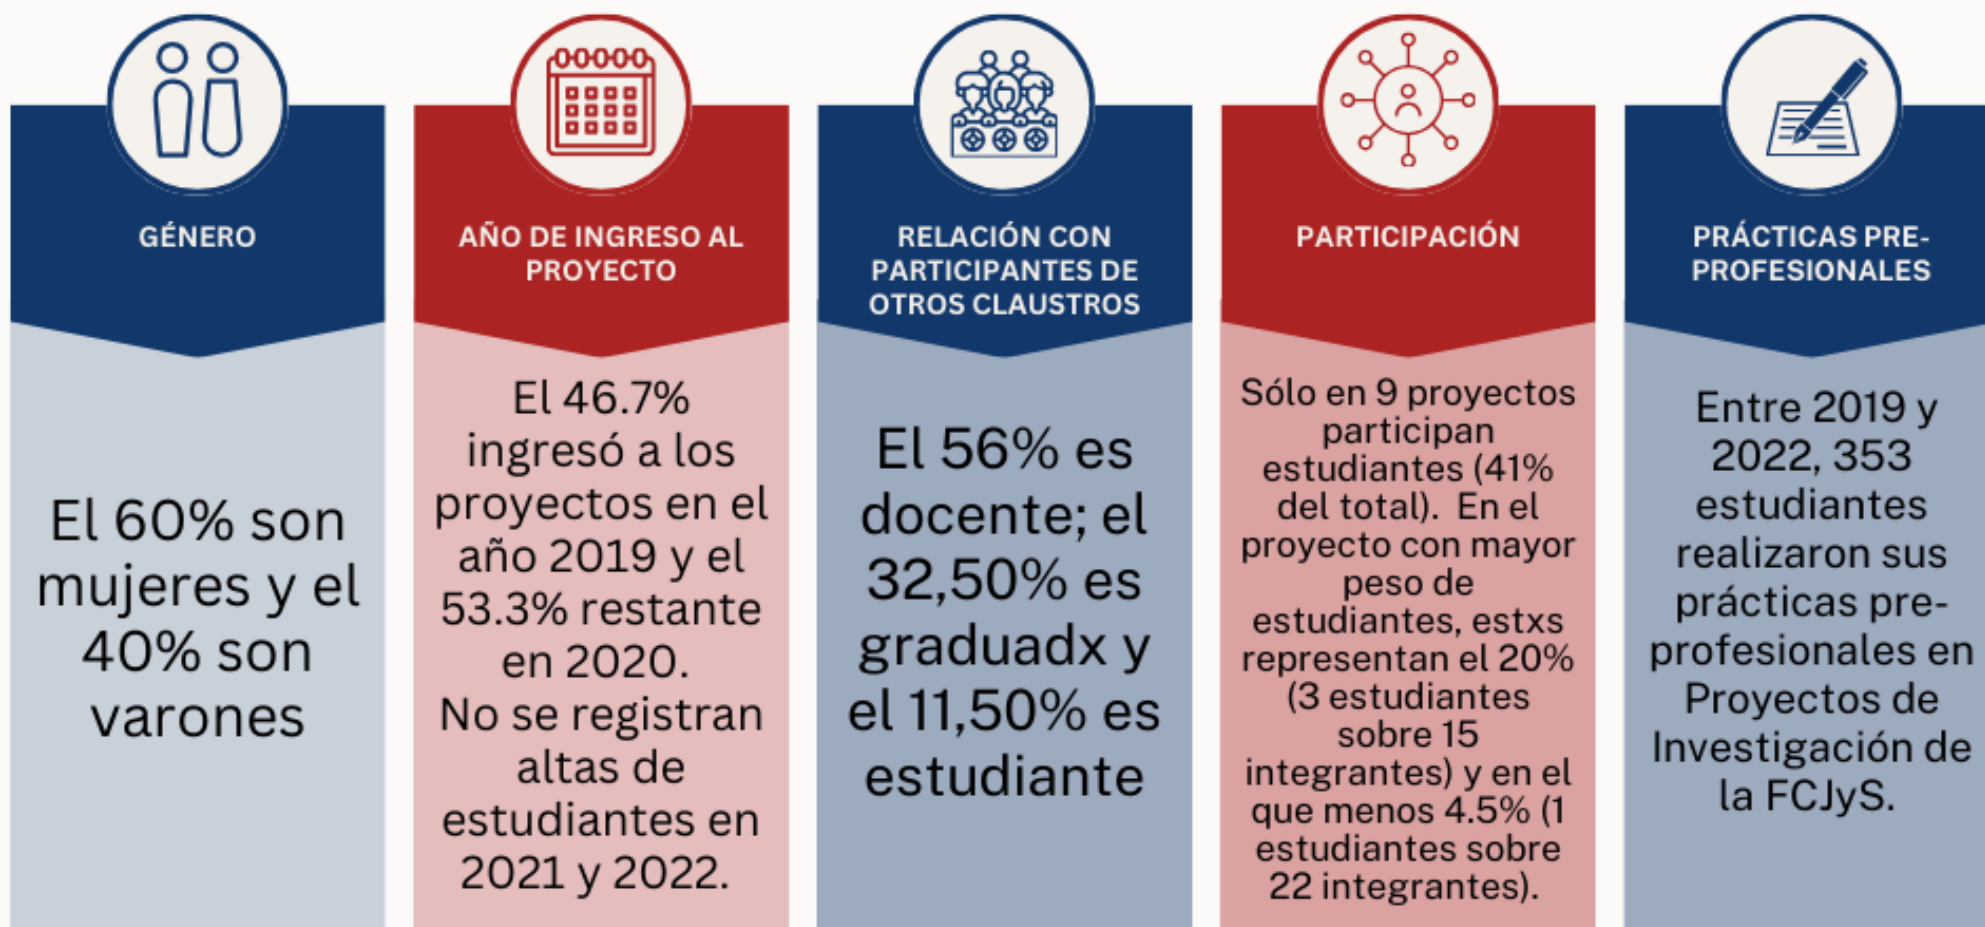 GÉNERO
El 60% son
mujeres y el
40% son
varones
AÑO DE INGRESO AL
PROYECTO
El 46.7%
ingresó a los
proyectos en el
año 2019 y el
53.3% restante
en 2020.
No se registran
altas de
estudiantes en
2021 y 2022.
RELACIÓN CON
PARTICIPANTES DE
OTROS CLAUSTROS
El 56% es
docente; el
32,50% es
graduadx y
el 11,50% es
estudiante
PARTICIPACIÓN
Sólo en 9 proyectos
participan
estudiantes (41%
del total). En el
proyecto con mayor
peso de
estudiantes, estxs
representan el 20%
(3 estudiantes
sobre 15
integrantes) y en el
que menos 4.5% (1
estudiantes sobre
22 integrantes).
PRÁCTICAS PRE-
PROFESIONALES
Entre 2019 y
2022, 353
estudiantes
realizaron sus
prácticas pre-
profesionales en
Proyectos de
Investigación de
la FCJyS.